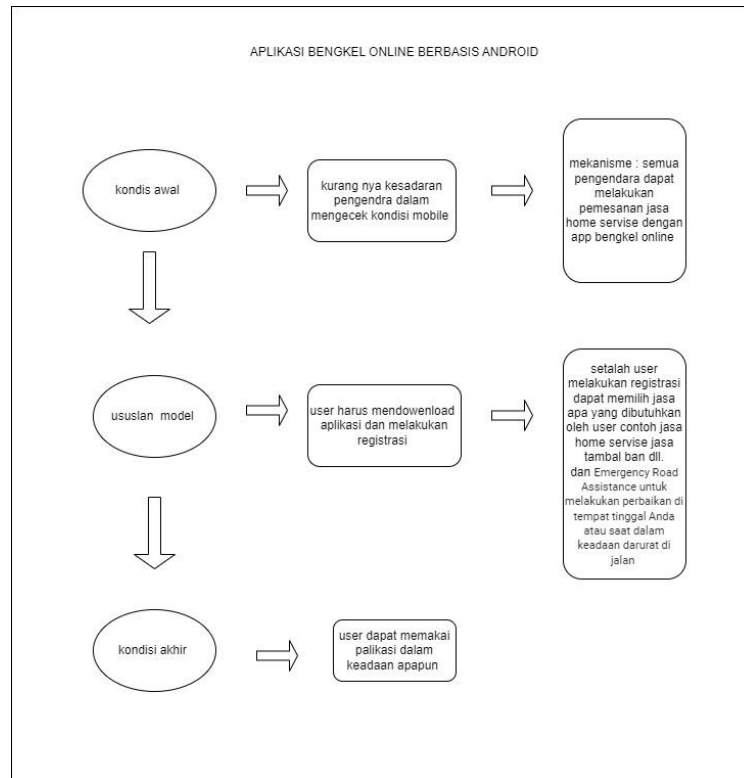 APLIKASI BENGKEL ONLINE BERBASIS ANDROID
kondis awal
kurang nya kesadaran
pengendra dalam
mengecek kondisi mobile
mekanisme : semua
pengendara dapat
melakukan
pemesanan jasa
home servise dengan
app bengkel online
ususlan model
user harus mendowenload
aplikasi dan melakukan
registrasi
setalah user
melakukan registrasi
dapat memilih jasa
apa yang dibutuhkan
oleh user contoh jasa
home servise jasa
tambal ban dll.
dan Emergency Road
Assistance untuk
melakukan perbaikan di
tempat tinggal Anda
atau saat dalam
keadaan darurat di
jalan
kondisi akhir
user dapat memakai
palikasi dalam
keadaan apapun